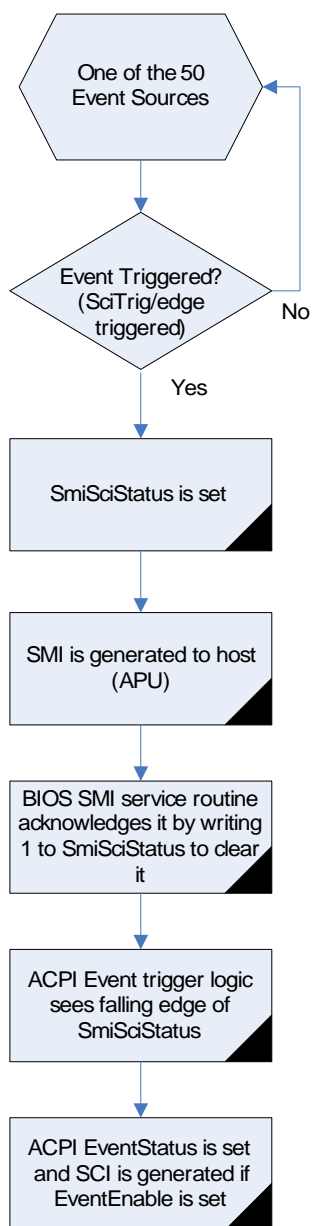 One of the 50
Event Sources
Event Triggered?
(SciTrig/edge
triggered)
No
Yes
SmiSciStatus is set
SMI is generated to host
(APU)
BIOS SMI service routine
acknowledges it by writing
1 to SmiSciStatus to clear
it
ACPI Event trigger logic
sees falling edge of
SmiSciStatus
ACPI EventStatus is set
and SCI is generated if
EventEnable is set